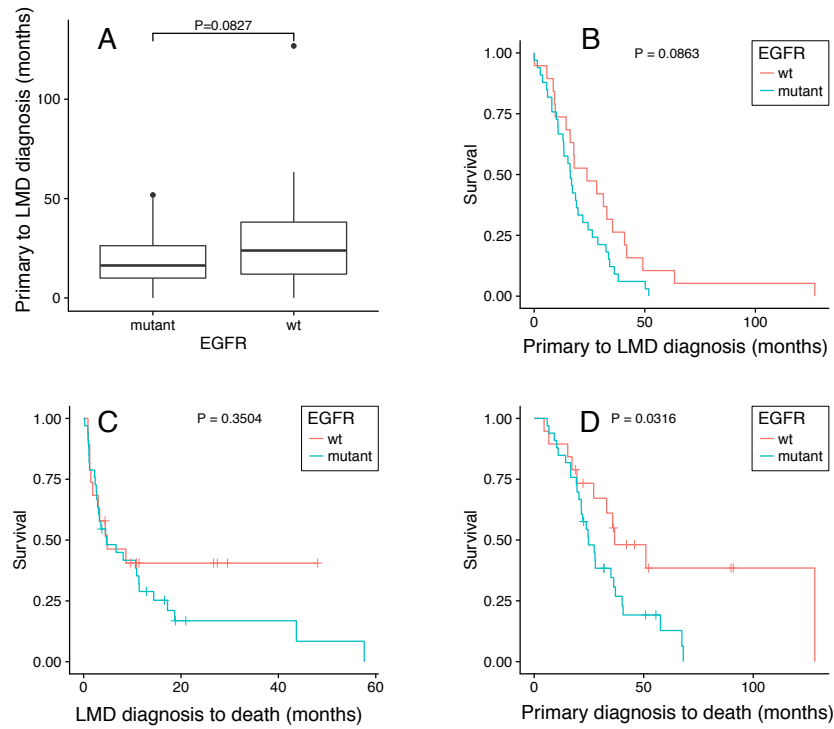 A
P=0.0827
Primary to LMD diagnosis (months)
100
50
0
mutant
wt
EGFR
B
P = 0.0863
EGFR
wt
mutant
Survival
1.00
0.75
0.50
0.25
0.00
0
50
100
Primary to LMD diagnosis (months)
C
P = 0.3504
EGFR
wt
mutant
Survival
1.00
0.75
0.50
0.25
0.00
0
20
40
60
LMD diagnosis to death (months)
D
P = 0.0316
EGFR
wt
mutant
Survival
1.00
0.75
0.50
0.25
0.00
0
50
100
Primary diagnosis to death (months)